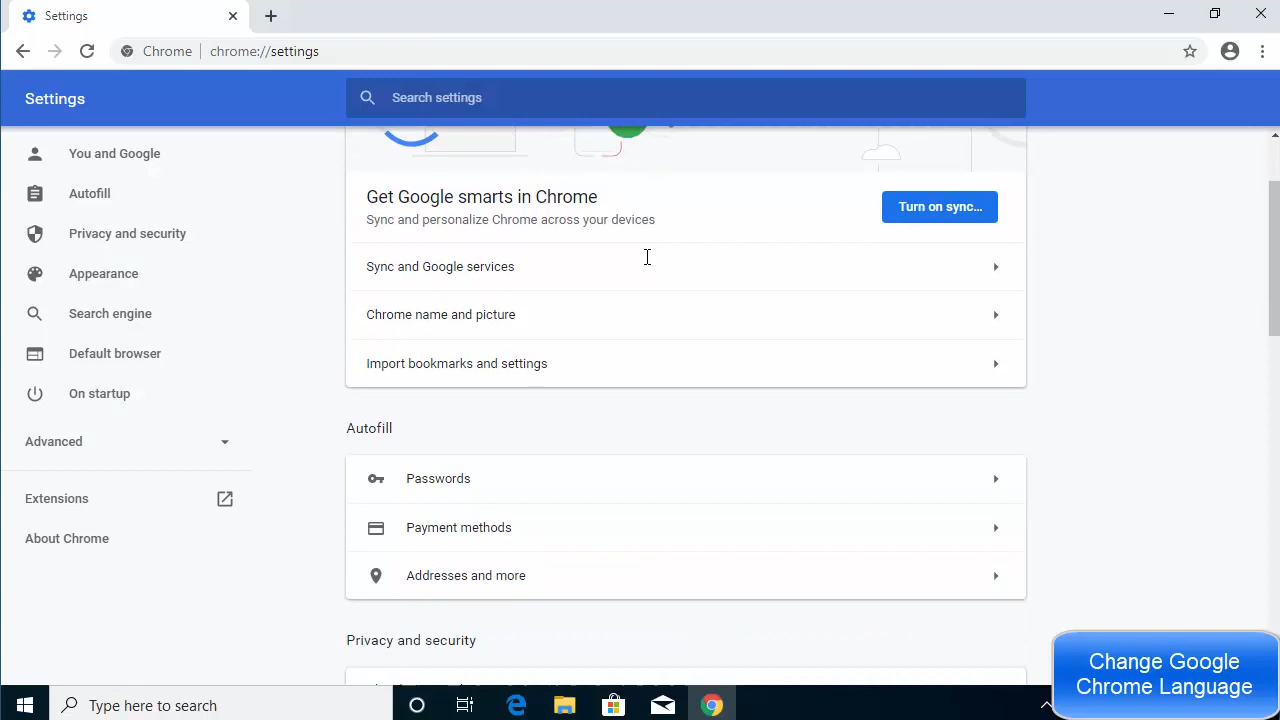 Settings
Chrome
chrome://settings
Settings
Search settings
You and Google
Autofill
Privacy and security
Appearance
Search engine
Default browser
On startup
Advanced
Extensions
About Chrome
Get Google smarts in Chrome
Sync and personalize Chrome across your devices
Turn on sync...
Sync and Google services
Chrome name and picture
Import bookmarks and settings
Autofill
Passwords
Payment methods
Addresses and more
Privacy and security
Change Google
Chrome Language
Type here to search